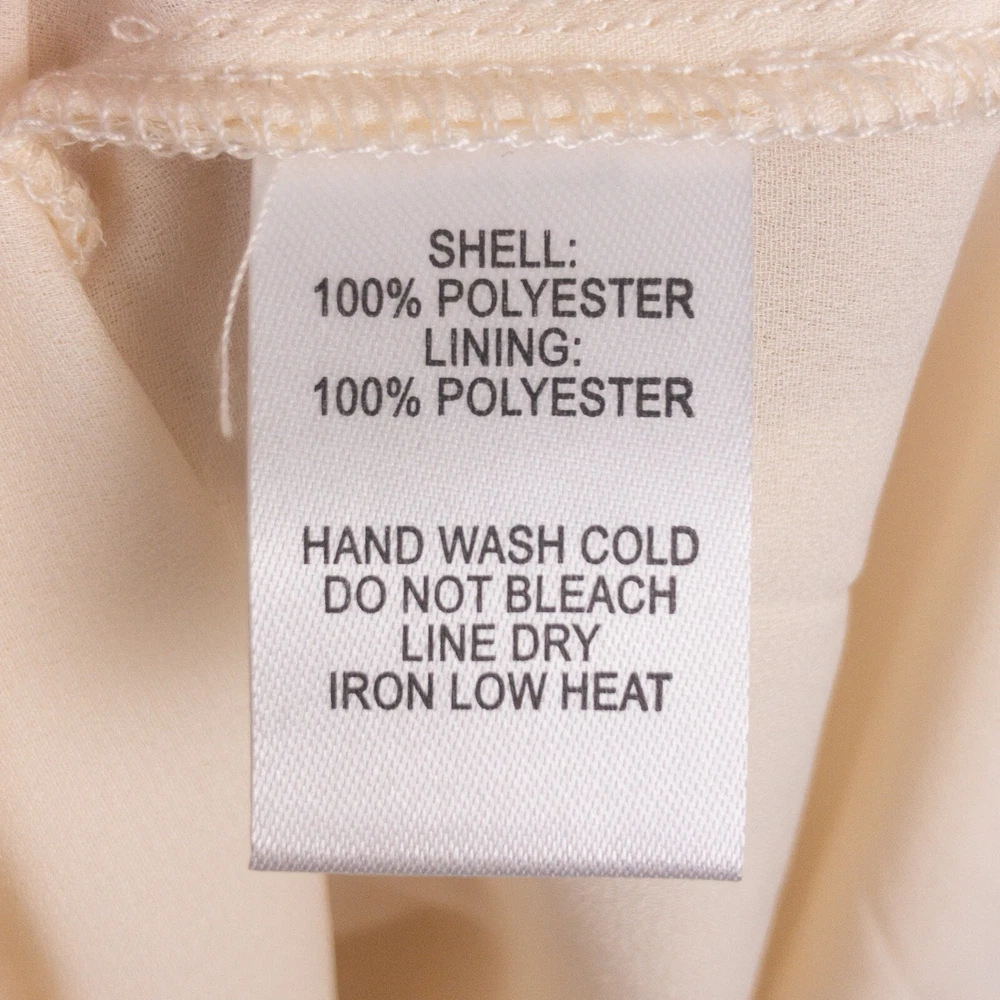 SHELL:
100% POLYESTER
LINING:
100% POLYESTER
HAND WASH COLD
DO NOT BLEACH
LINE DRY
IRON LOW HEAT